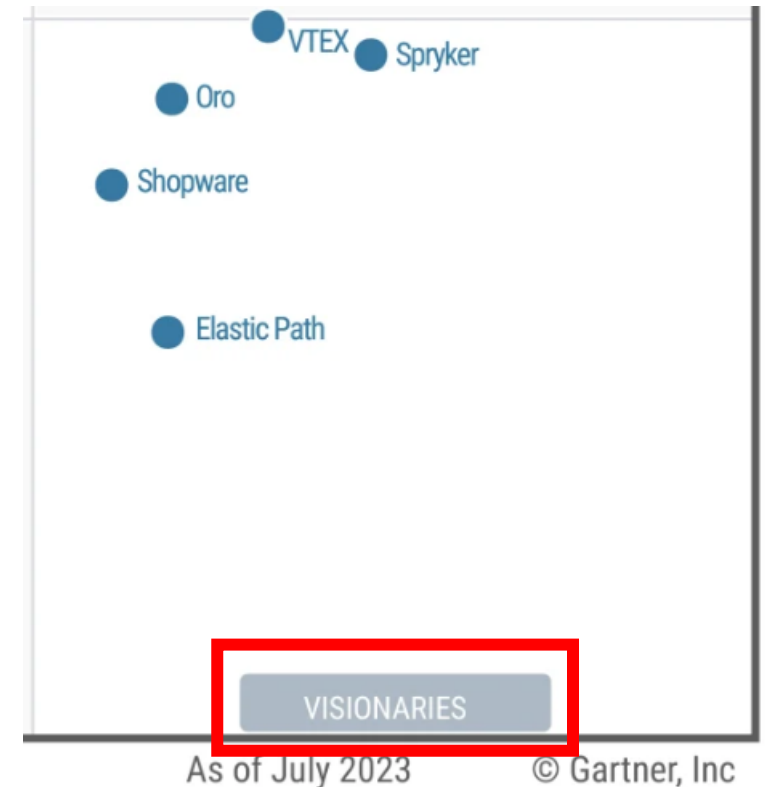 VTEX
Spryker
Oro
Shopware
Elastic Path
VISIONARIES
As of July 2023 © Gartner, Inc